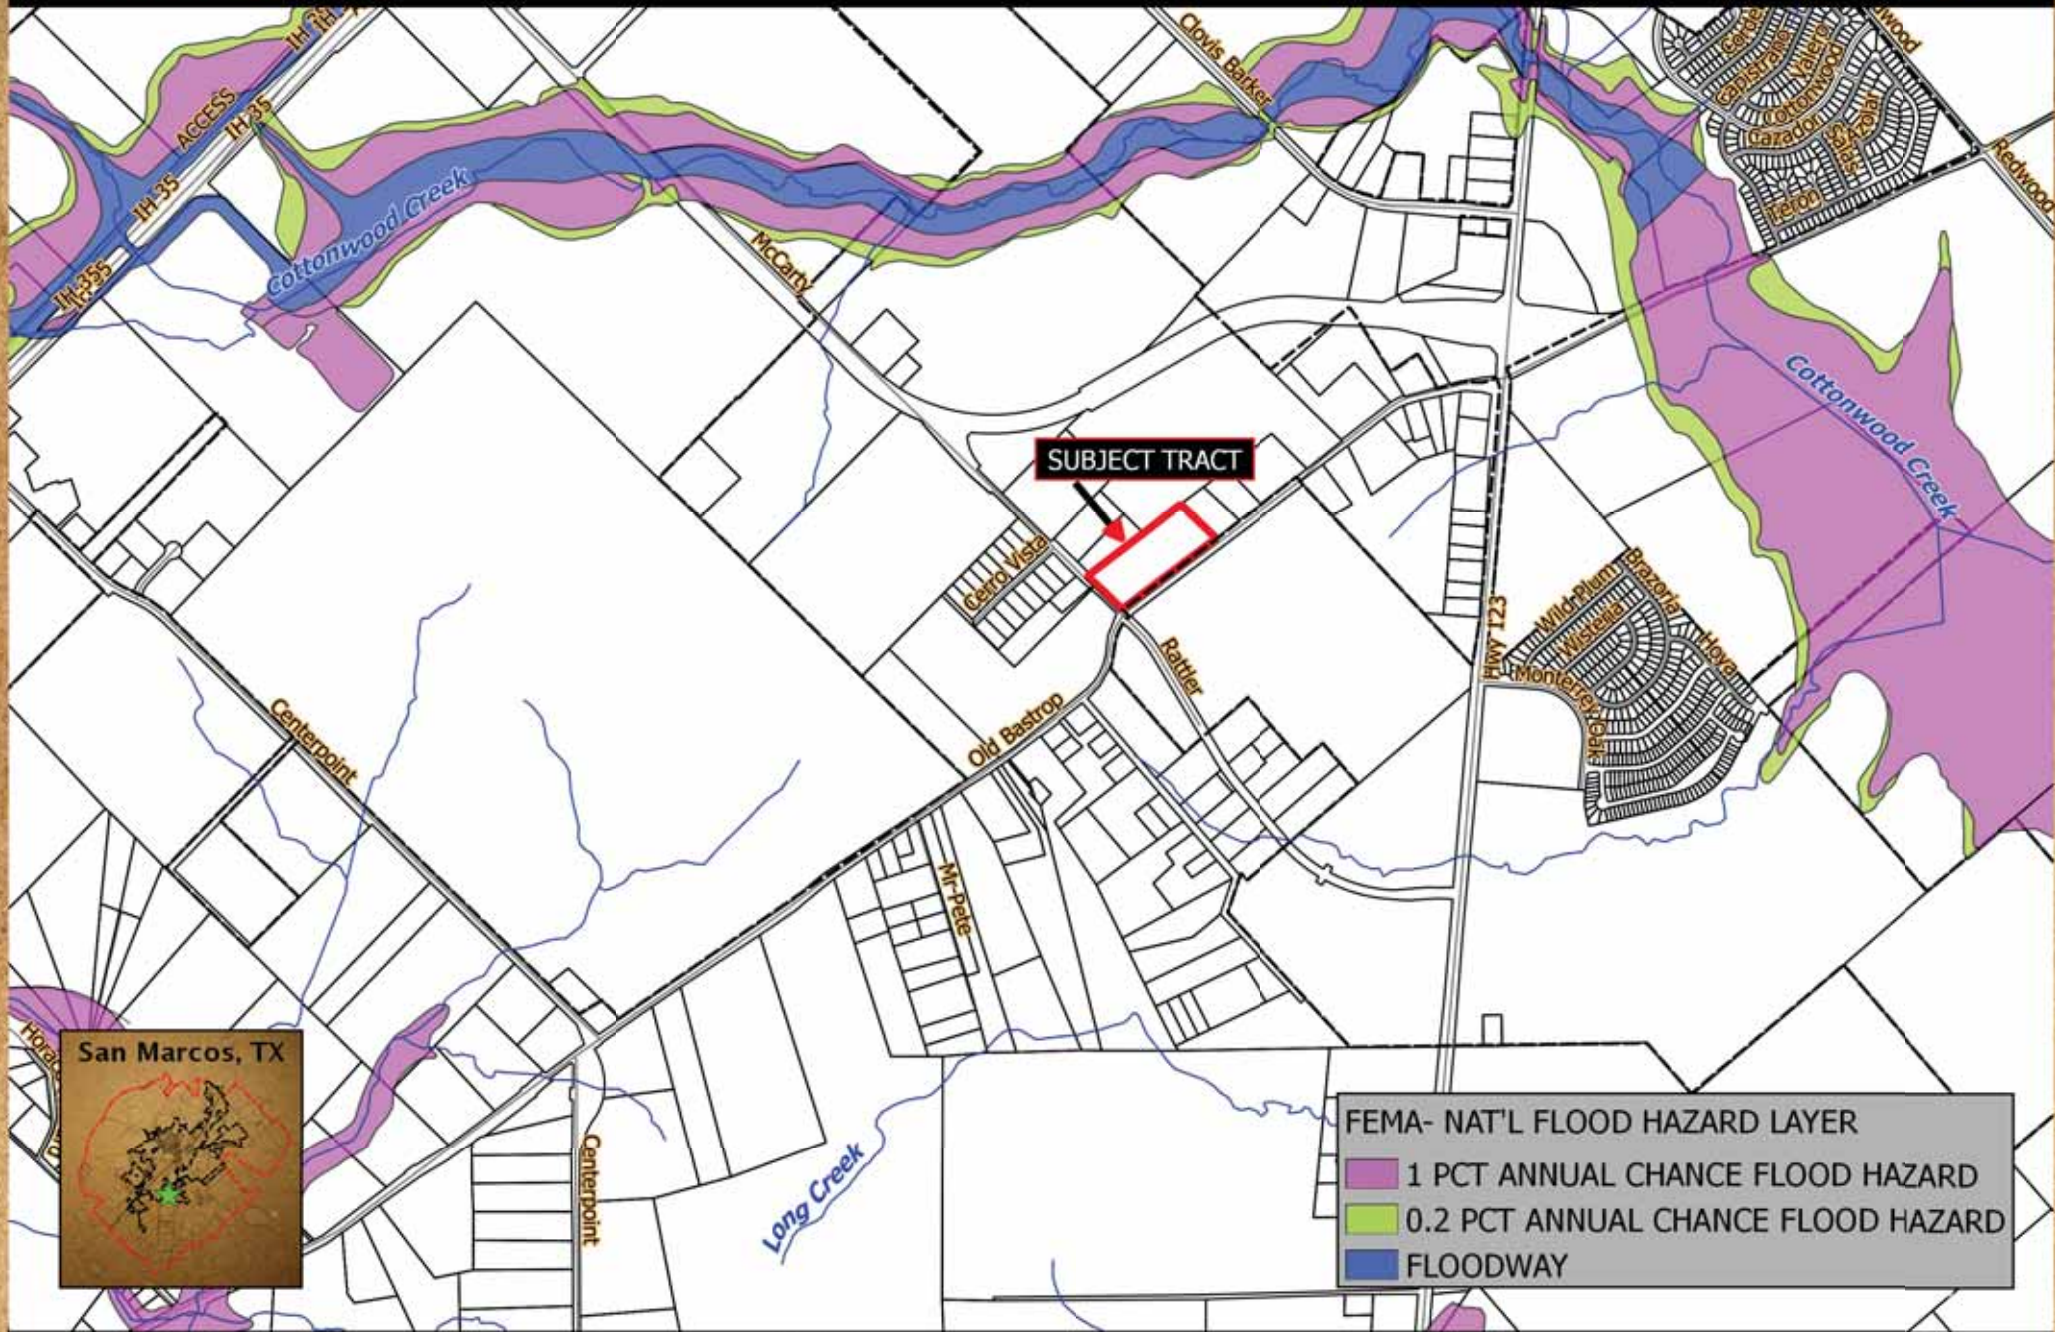 IH-35
Clovis Barker
Gazador
Capistrano
Valero
Cottonwood
Redwood
ACCESS
IH-35
IH-35
Cottonwood Creek
IH-35
McCarty
Teron
Cottonwood Creek
SUBJECT TRACT
Cerro Vista
Hwy 123
Wild Plum
Wisteria
Brazoria
Hoya
Monterrey Oak
Rattler
Old Bastrop
Centerpoint
Mr-Pete
San Marcos, TX
Centerpoint
Long Creek
FEMA- NAT'L FLOOD HAZARD LAYER
1 PCT ANNUAL CHANCE FLOOD HAZARD
0.2 PCT ANNUAL CHANCE FLOOD HAZARD
FLOODWAY